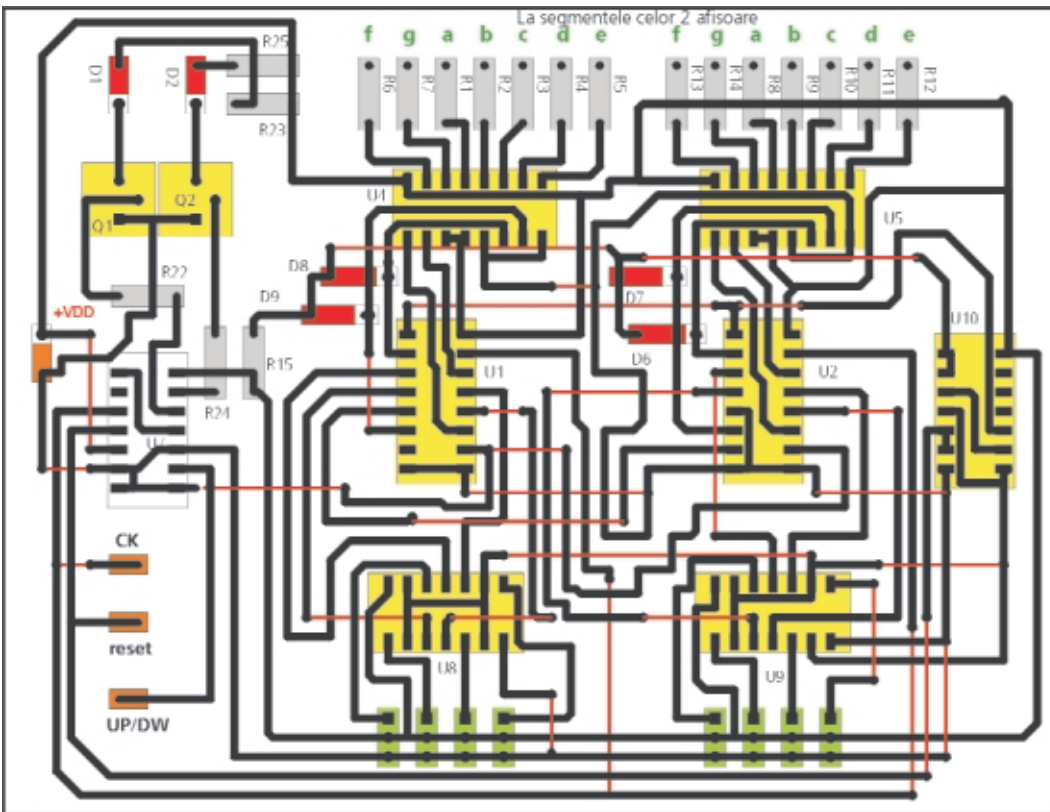 La segmentele celor 2 afisoare
f g a b c d e
f g a b c d e
R25
D1
D2
R23
R6
R7
R1
R2
R3
R4
R5
R13
R14
R8
R9
R10
R11
R12
U4
U5
Q1
Q2
R22
D8
D9
D7
D6
+VDD
R24
R15
U1
U2
U10
CK
reset
UP/DW
U8
U9